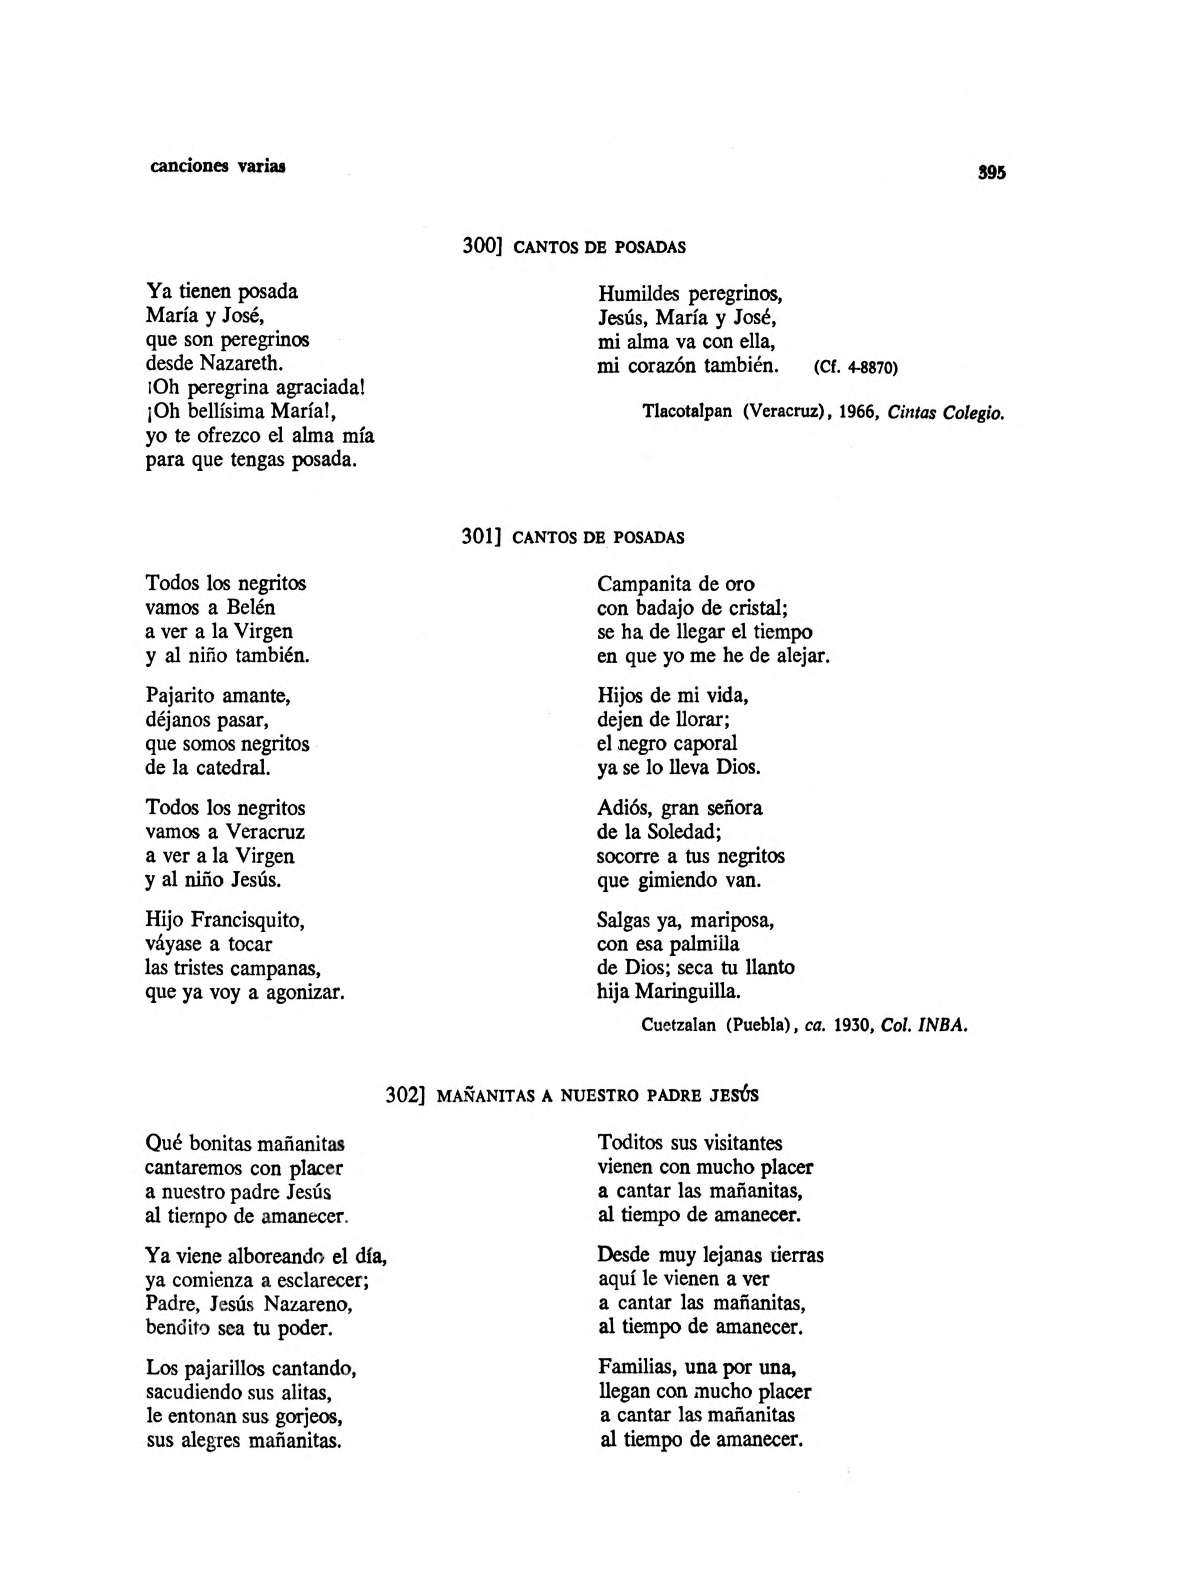 canciones varias
395
300] CANTOS DE POSADAS
Ya tienen posada
María y José,
que son peregrinos
desde Nazareth.
¡Oh peregrina agraciada!
¡Oh bellísima María!,
yo te ofrezco el alma mía
para que tengas posada.
Humildes peregrinos,
Jesús, María y José,
mi alma va con ella,
mi corazón también. (Cf. 4-8870)
Tlacotalpan (Veracruz), 1966, Cintas Colegio.
301] CANTOS DE POSADAS
Todos los negritos
vamos a Belén
a ver a la Virgen
y al niño también.
Pajarito amante,
déjanos pasar,
que somos negritos
de la catedral.
Todos los negritos
vamos a Veracruz
a ver a la Virgen
y al niño Jesús.
Hijo Francisquito,
váyase a tocar
las tristes campanas,
que ya voy a agonizar.
Campanita de oro
con badajo de cristal;
se ha de llegar el tiempo
en que yo me he de alejar.
Hijos de mi vida,
dejen de llorar;
el negro caporal
ya se lo lleva Dios.
Adiós, gran señora
de la Soledad;
socorre a tus negritos
que gimiendo van.
Salgas ya, mariposa,
con esa palmilla
de Dios; seca tu llanto
hija Maringuilla.
Cuetzalan (Puebla), ca. 1930, Col. INBA.
302] MAÑANITAS A NUESTRO PADRE JESÚS
Qué bonitas mañanitas
cantaremos con placer
a nuestro padre Jesús
al tiempo de amanecer.
Ya viene alboreando el día,
ya comienza a esclarecer;
Padre, Jesús Nazareno,
bendito sea tu poder.
Los pajarillos cantando,
sacudiendo sus alitas,
le entonan sus gorjeos,
sus alegres mañanitas.
Toditos sus visitantes
vienen con mucho placer
a cantar las mañanitas,
al tiempo de amanecer.
Desde muy lejanas tierras
aquí le vienen a ver
a cantar las mañanitas,
al tiempo de amanecer.
Familias, una por una,
llegan con mucho placer
a cantar las mañanitas
al tiempo de amanecer.